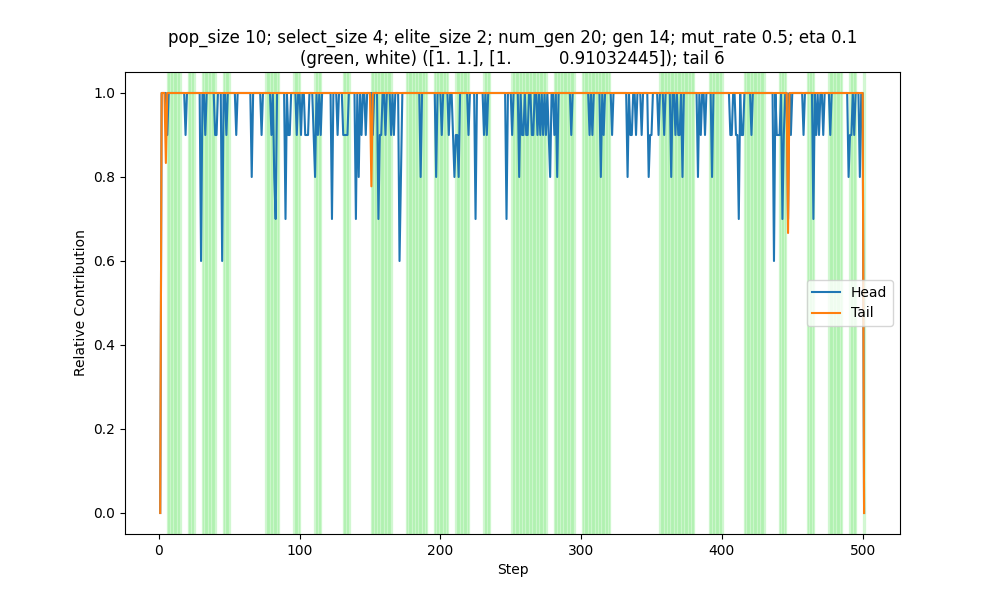 pop_size 10; select_size 4; elite_size 2; num_gen 20; gen 14; mut_rate 0.5; eta 0.1
(green, white) ([1. 1.], [1.         0.91032445]); tail 6
1.0
0.8
0.6
0.4
0.2
0.0
Relative Contribution
Head
Tail
0
100
200
300
400
500
Step